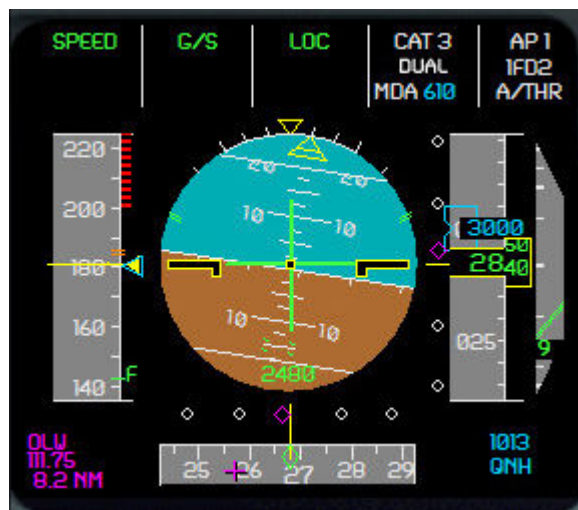 SPEED
G/S
LOC
CAT 3
DUAL
MDA 610
AP 1
1FD2
A/THR
220
200
180
160
140
F
20 20
10 10
10 10
2480
3000
28
60
40
025
9
OLW
111.75
8.2 NM
25 26 27 28 29
1013
QNH